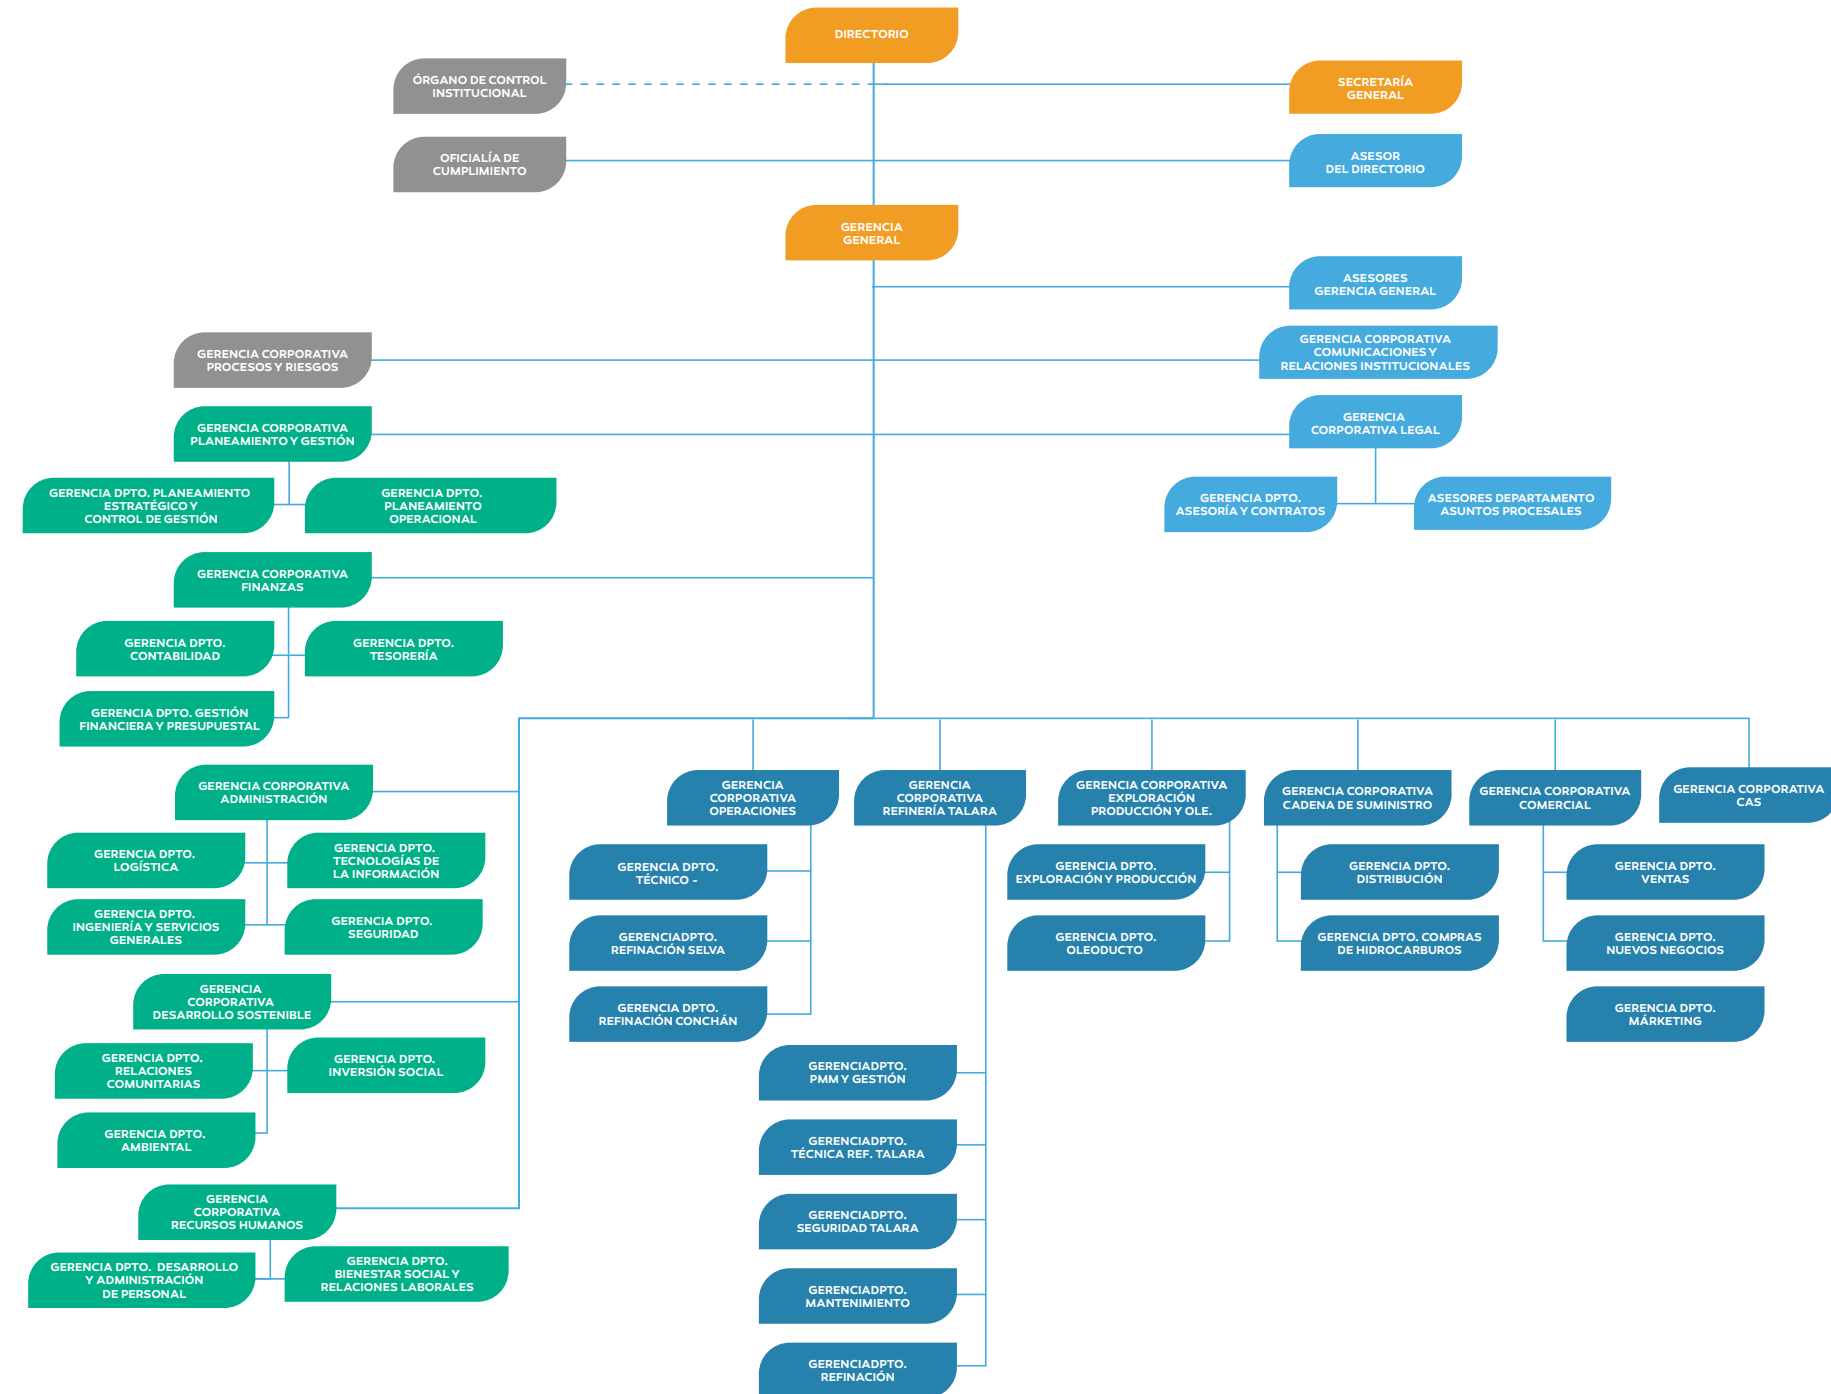 DIRECTORIO
ÓRGANO DE CONTROL
INSTITUCIONAL
SECRETARÍA
GENERAL
OFICIALÍA DE
CUMPLIMIENTO
ASESOR
DEL DIRECTORIO
GERENCIA
GENERAL
ASESORES
GERENCIA GENERAL
GERENCIA CORPORATIVA
PROCESOS Y RIESGOS
GERENCIA CORPORATIVA
COMUNICACIONES Y
RELACIONES INSTITUCIONALES
GERENCIA CORPORATIVA
PLANEAMIENTO Y GESTIÓN
GERENCIA
CORPORATIVA LEGAL
GERENCIA DPTO. PLANEAMIENTO
ESTRATÉGICO Y
CONTROL DE GESTIÓN
GERENCIA DPTO.
PLANEAMIENTO
OPERACIONAL
GERENCIA DPTO.
ASESORÍA Y CONTRATOS
ASESORES DEPARTAMENTO
ASUNTOS PROCESALES
GERENCIA CORPORATIVA
FINANZAS
GERENCIA DPTO.
CONTABILIDAD
GERENCIA DPTO.
TESORERÍA
GERENCIA DPTO. GESTIÓN
FINANCIERA Y PRESUPUESTAL
GERENCIA CORPORATIVA
ADMINISTRACIÓN
GERENCIA DPTO.
LOGÍSTICA
GERENCIA DPTO.
TECNOLOGÍAS DE
LA INFORMACIÓN
GERENCIA DPTO.
INGENIERÍA Y SERVICIOS
GENERALES
GERENCIA DPTO.
SEGURIDAD
GERENCIA
CORPORATIVA
DESARROLLO SOSTENIBLE
GERENCIA DPTO.
RELACIONES
COMUNITARIAS
GERENCIA DPTO.
INVERSIÓN SOCIAL
GERENCIA DPTO.
AMBIENTAL
GERENCIA
CORPORATIVA
RECURSOS HUMANOS
GERENCIA DPTO. DESARROLLO
Y ADMINISTRACIÓN
DE PERSONAL
GERENCIA DPTO.
BIENESTAR SOCIAL Y
RELACIONES LABORALES
GERENCIA
CORPORATIVA
OPERACIONES
GERENCIA DPTO.
TÉCNICO -
GERENCIADPTO.
REFINACIÓN SELVA
GERENCIA DPTO.
REFINACIÓN CONCHÁN
GERENCIA
CORPORATIVA
REFINERÍA TALARA
GERENCIADPTO.
PMM Y GESTIÓN
GERENCIADPTO.
TÉCNICA REF. TALARA
GERENCIADPTO.
SEGURIDAD TALARA
GERENCIADPTO.
MANTENIMIENTO
GERENCIADPTO.
REFINACIÓN
GERENCIA CORPORATIVA
EXPLORACIÓN
PRODUCCIÓN Y OLE.
GERENCIA DPTO.
EXPLORACIÓN Y PRODUCCIÓN
GERENCIA DPTO.
OLEODUCTO
GERENCIA CORPORATIVA
CADENA DE SUMINISTRO
GERENCIA DPTO.
DISTRIBUCIÓN
GERENCIA DPTO. COMPRAS
DE HIDROCARBUROS
GERENCIA CORPORATIVA
COMERCIAL
GERENCIA DPTO.
VENTAS
GERENCIA DPTO.
NUEVOS NEGOCIOS
GERENCIA DPTO.
MÁRKETING
GERENCIA CORPORATIVA
CAS